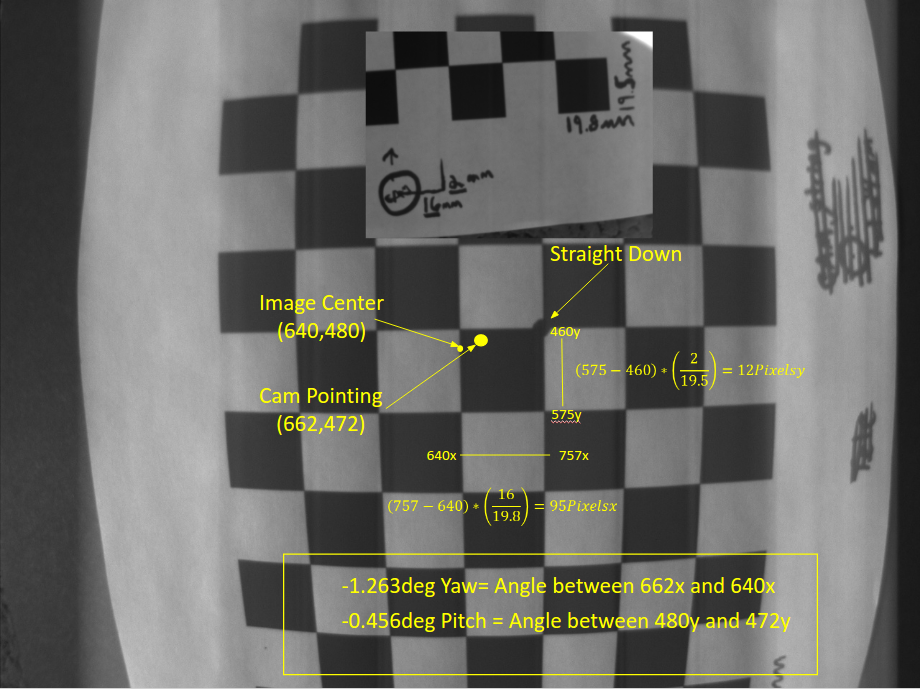 19.5mm
19.8mm
2mm
16mm
Straight Down
Image Center
(640,480)
460y
(575 − 460) ∗ (2/19.5) = 12Pixelsy
Cam Pointing
(662,472)
575y
640x
757x
(757 − 640) ∗ (16/19.8) = 95Pixelsx
-1.263deg Yaw= Angle between 662x and 640x
-0.456deg Pitch = Angle between 480y and 472y